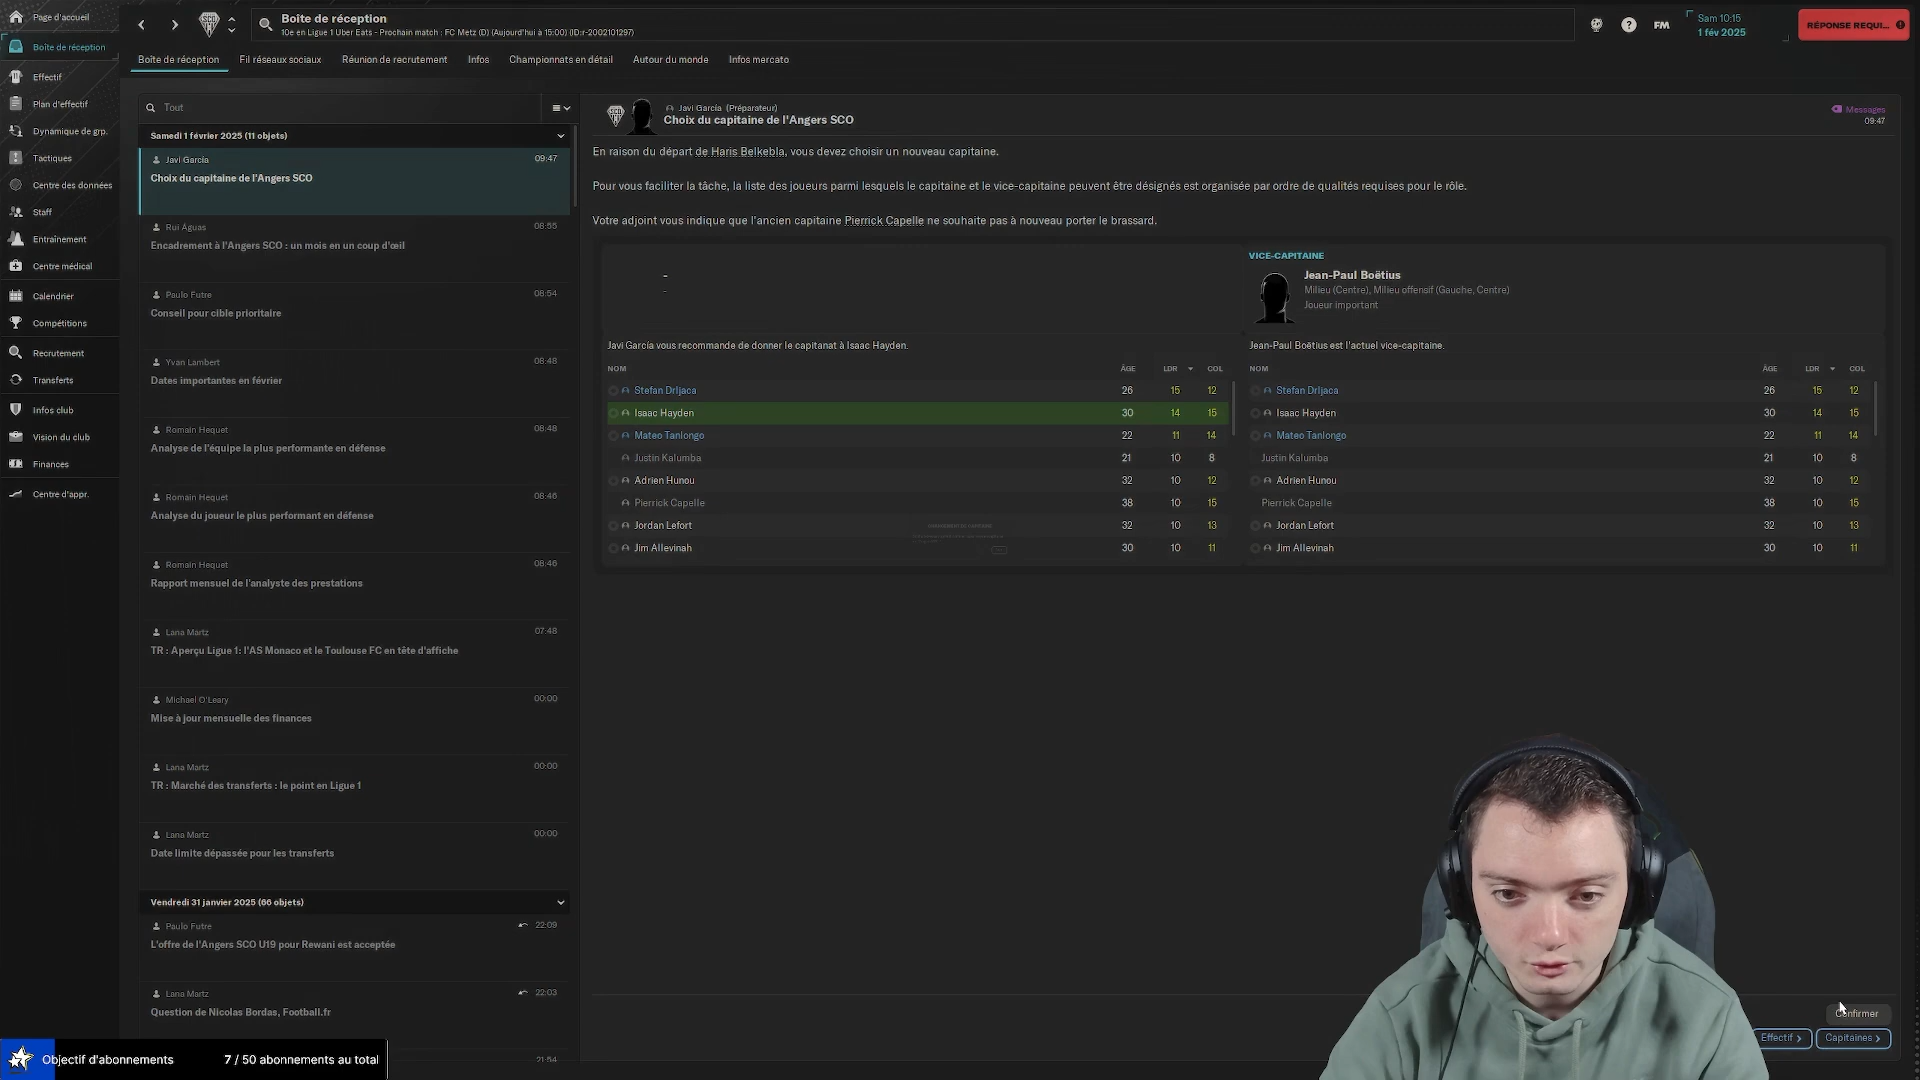 Page d'accueil
Boîte de réception
Effectif
Plan d'effectif
Dynamique de grp.
Tactiques
Centre des données
Staff
Entraînement
Centre médical
Calendrier
Compétitions
Recrutement
Transferts
Infos club
Vision du club
Finances
Centre d'appr.
Boîte de réception
10e en Ligue 1 Uber Eats - Prochain match : FC Metz (D) (Aujourd'hui à 15:00) (ID:r-2002101297)
FM
Sam 10:15
1 fév 2025
RÉPONSE REQUI...
Boîte de réception
Fil réseaux sociaux
Réunion de recrutement
Infos
Championnats en détail
Autour du monde
Infos mercato
Tout
Samedi 1 février 2025 (11 objets)
Javi García 09:47
Choix du capitaine de l'Angers SCO
Rui Águas 08:55
Encadrement à l'Angers SCO : un mois en un coup d'œil
Paulo Futre 08:54
Conseil pour cible prioritaire
Yvan Lambert 08:48
Dates importantes en février
Romain Hequet 08:48
Analyse de l'équipe la plus performante en défense
Romain Hequet 08:46
Analyse du joueur le plus performant en défense
Romain Hequet 08:46
Rapport mensuel de l'analyste des prestations
Lana Martz 07:48
TR : Aperçu Ligue 1: l'AS Monaco et le Toulouse FC en tête d'affiche
Michael O'Leary 00:00
Mise à jour mensuelle des finances
Lana Martz 00:00
TR : Marché des transferts : le point en Ligue 1
Lana Martz 00:00
Date limite dépassée pour les transferts
Vendredi 31 janvier 2025 (66 objets)
Paulo Futre 22:09
L'offre de l'Angers SCO U19 pour Rewani est acceptée
Lana Martz 22:03
Question de Nicolas Bordas, Football.fr
21:54
Objectif d'abonnements 7 / 50 abonnements au total
Javi García (Préparateur)
Choix du capitaine de l'Angers SCO
Messages
09:47
En raison du départ de Haris Belkebla, vous devez choisir un nouveau capitaine.
Pour vous faciliter la tâche, la liste des joueurs parmi lesquels le capitaine et le vice-capitaine peuvent être désignés est organisée par ordre de qualités requises pour le rôle.
Votre adjoint vous indique que l'ancien capitaine Pierrick Capelle ne souhaite pas à nouveau porter le brassard.
-
-
Javi García vous recommande de donner le capitanat à Isaac Hayden.
NOM ÂGE LDR COL
Stefan Drljaca 26 15 12
Isaac Hayden 30 14 15
Mateo Tanlongo 22 11 14
Justin Kalumba 21 10 8
Adrien Hunou 32 10 12
Pierrick Capelle 38 10 15
Jordan Lefort 32 10 13
Jim Allevinah 30 10 11
VICE-CAPITAINE
Jean-Paul Boëtius
Milieu (Centre), Milieu offensif (Gauche, Centre)
Joueur important
Jean-Paul Boëtius est l'actuel vice-capitaine.
NOM ÂGE LDR COL
Stefan Drljaca 26 15 12
Isaac Hayden 30 14 15
Mateo Tanlongo 22 11 14
Justin Kalumba 21 10 8
Adrien Hunou 32 10 12
Pierrick Capelle 38 10 15
Jordan Lefort 32 10 13
Jim Allevinah 30 10 11
Confirmer
Effectif
Capitaines